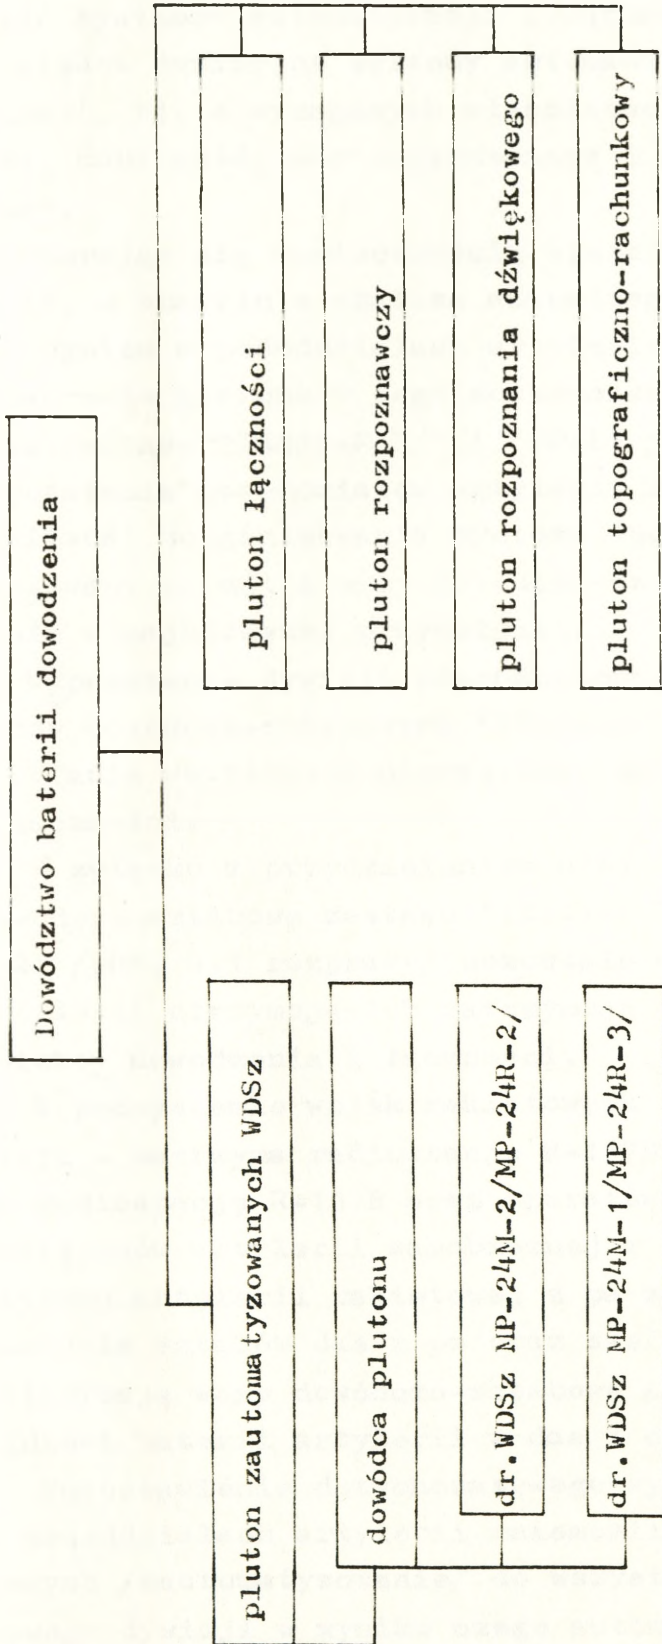 Dowództwo baterii dowodzenia
pluton zautomatyzowanych WDSz
dowódca plutonu
dr.WDSz MP-24M-2/MP-24R-2/
dr.WDSz MP-24M-1/MP-24R-3/
pluton łączności
pluton rozpoznawczy
pluton rozpoznania dźwiękowego
pluton topograficzno-rachunkowy